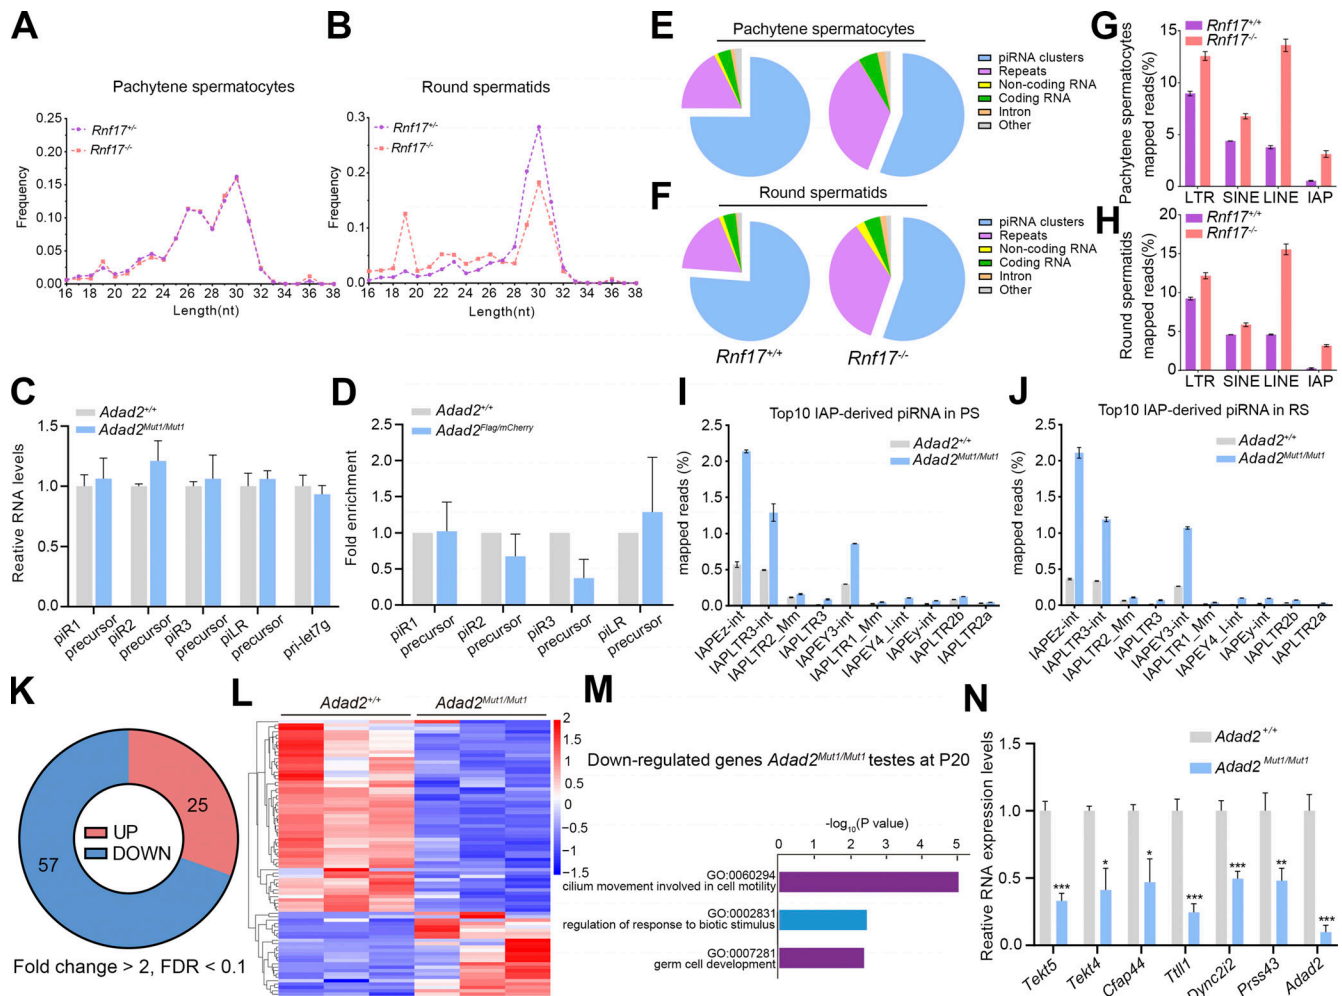 A
Pachytene spermatocytes
Rnf17+/-
Rnf17-/-
Frequency
0.25
0.20
0.15
0.10
0.05
0.00
16 18 20 22 24 26 28 30 32 34 36 38
Length(nt)
B
Round spermatids
Rnf17+/-
Rnf17-/-
Frequency
0.3
0.2
0.1
0.0
16 18 20 22 24 26 28 30 32 34 36 38
Length(nt)
E
Pachytene spermatocytes
piRNA clusters
Repeats
Non-coding RNA
Coding RNA
Intron
Other
F
Round spermatids
piRNA clusters
Repeats
Non-coding RNA
Coding RNA
Intron
Other
Rnf17+/+
Rnf17-/-
G
Rnf17+/+
Rnf17-/-
Pachytene spermatocytes
mapped reads(%)
15
10
5
0
LTR SINE LINE IAP
H
Rnf17+/+
Rnf17-/-
Round spermatids
mapped reads(%)
20
15
10
5
0
LTR SINE LINE IAP
C
Adad2+/+
Adad2Mut1/Mut1
Reative RNA levels
1.5
1.0
0.5
0.0
piR1
precursor
piR2
precursor
piR3
precursor
piLR
precursor
pri-let7g
D
Adad2+/+
Adad2Flag/mCherry
Fold enrichment
2.5
2.0
1.5
1.0
0.5
0.0
piR1
precursor
piR2
precursor
piR3
precursor
piLR
precursor
I
Top10 IAP-derived piRNA in PS
Adad2+/+
Adad2Mut1/Mut1
mapped reads (%)
2.5
2.0
1.5
1.0
0.5
0.0
IAPEz-int
IAPLTR3-int
IAPLTR2_Mm
IAPLTR3
IAPEY3-int
IAPLTR1_Mm
IAPEY4_I-int
IAPEy-int
IAPLTR2b
IAPLTR2a
J
Top10 IAP-derived piRNA in RS
Adad2+/+
Adad2Mut1/Mut1
mapped reads (%)
2.5
2.0
1.5
1.0
0.5
0.0
IAPEz-int
IAPLTR3-int
IAPLTR2_Mm
IAPLTR3
IAPEY3-int
IAPLTR1_Mm
IAPEY4_I-int
IAPEy-int
IAPLTR2b
IAPLTR2a
K
25
57
UP
DOWN
Fold change > 2, FDR < 0.1
L
Adad2+/+
Adad2Mut1/Mut1
2
1.5
1
0.5
0
−0.5
−1
−1.5
M
Down-regulated genes Adad2Mut1/Mut1 testes at P20
-log10(P value)
0 1 2 3 4 5
GO:0060294
cilium movement involved in cell motility
GO:0002831
regulation of response to biotic stimulus
GO:0007281
germ cell development
N
Adad2 +/+
Adad2 Mut1/Mut1
Relative RNA expression levels
1.5
1.0
0.5
0.0
*** * * *** *** ** ***
Tekt5
Tekt4
Cfap44
Ttll1
Dync2i2
Prss43
Adad2